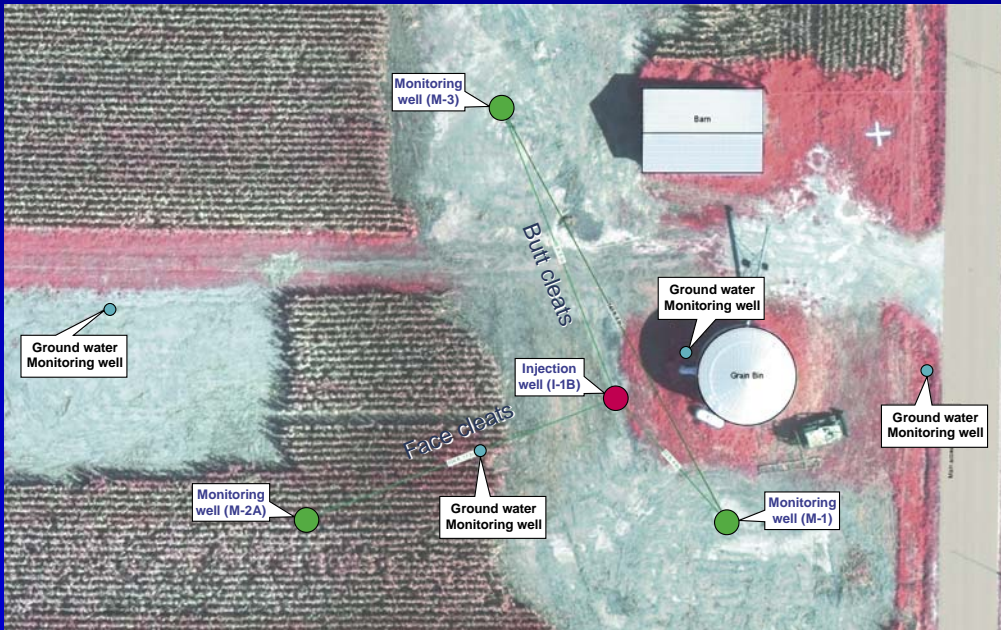 Monitoring
well (M-3)
Barn
Butt cleats
Ground water
Monitoring well
Ground water
Monitoring well
Injection
well (I-1B)
Grain Bin
Ground water
Monitoring well
Face cleats
Monitoring
well (M-2A)
Ground water
Monitoring well
Monitoring
well (M-1)